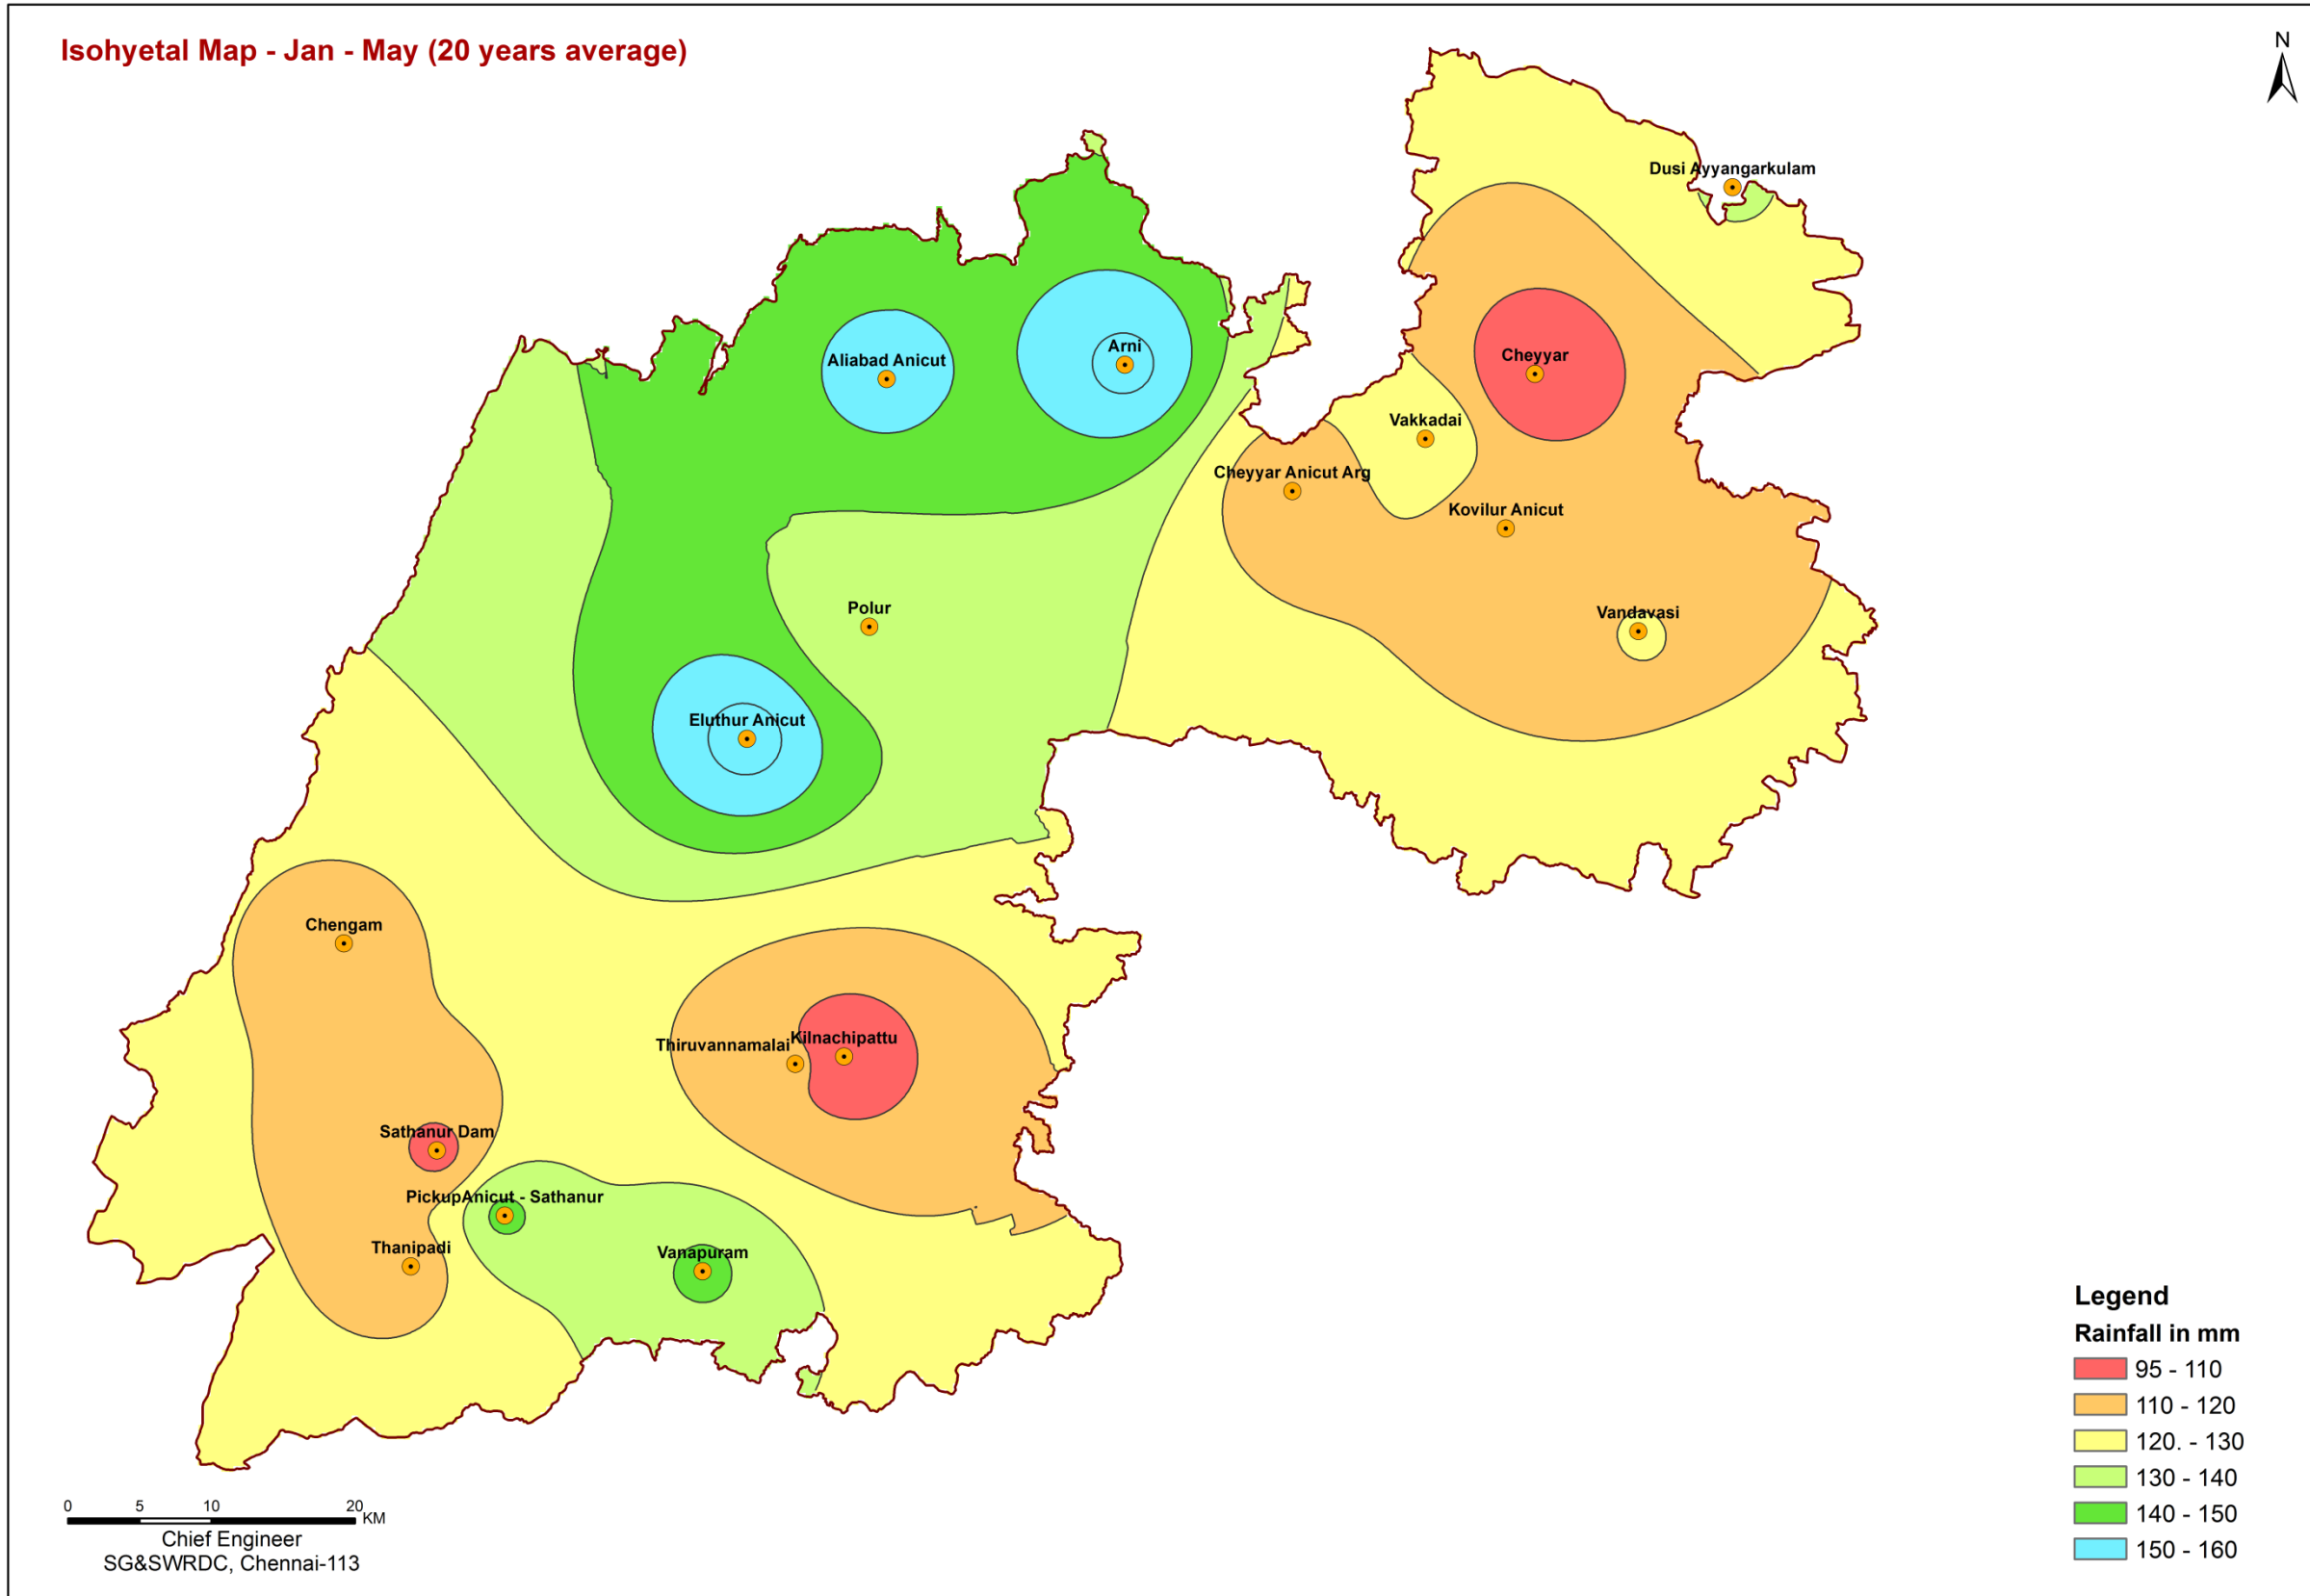 Isohyetal Map - Jan - May (20 years average)
N
Dusi Ayyangarkulam
Arni
Aliabad Anicut
Cheyyar
Vakkadai
Cheyyar Anicut Arg
Kovilur Anicut
Polur
Vandavasi
Eluthur Anicut
Chengam
Thiruvannamalai
Kilnachipattu
Sathanur Dam
PickupAnicut - Sathanur
Thanipadi
Vanapuram
Legend
Rainfall in mm
95 - 110
110 - 120
120. - 130
130 - 140
140 - 150
150 - 160
0 5 10 20
KM
Chief Engineer
SG&SWRDC, Chennai-113